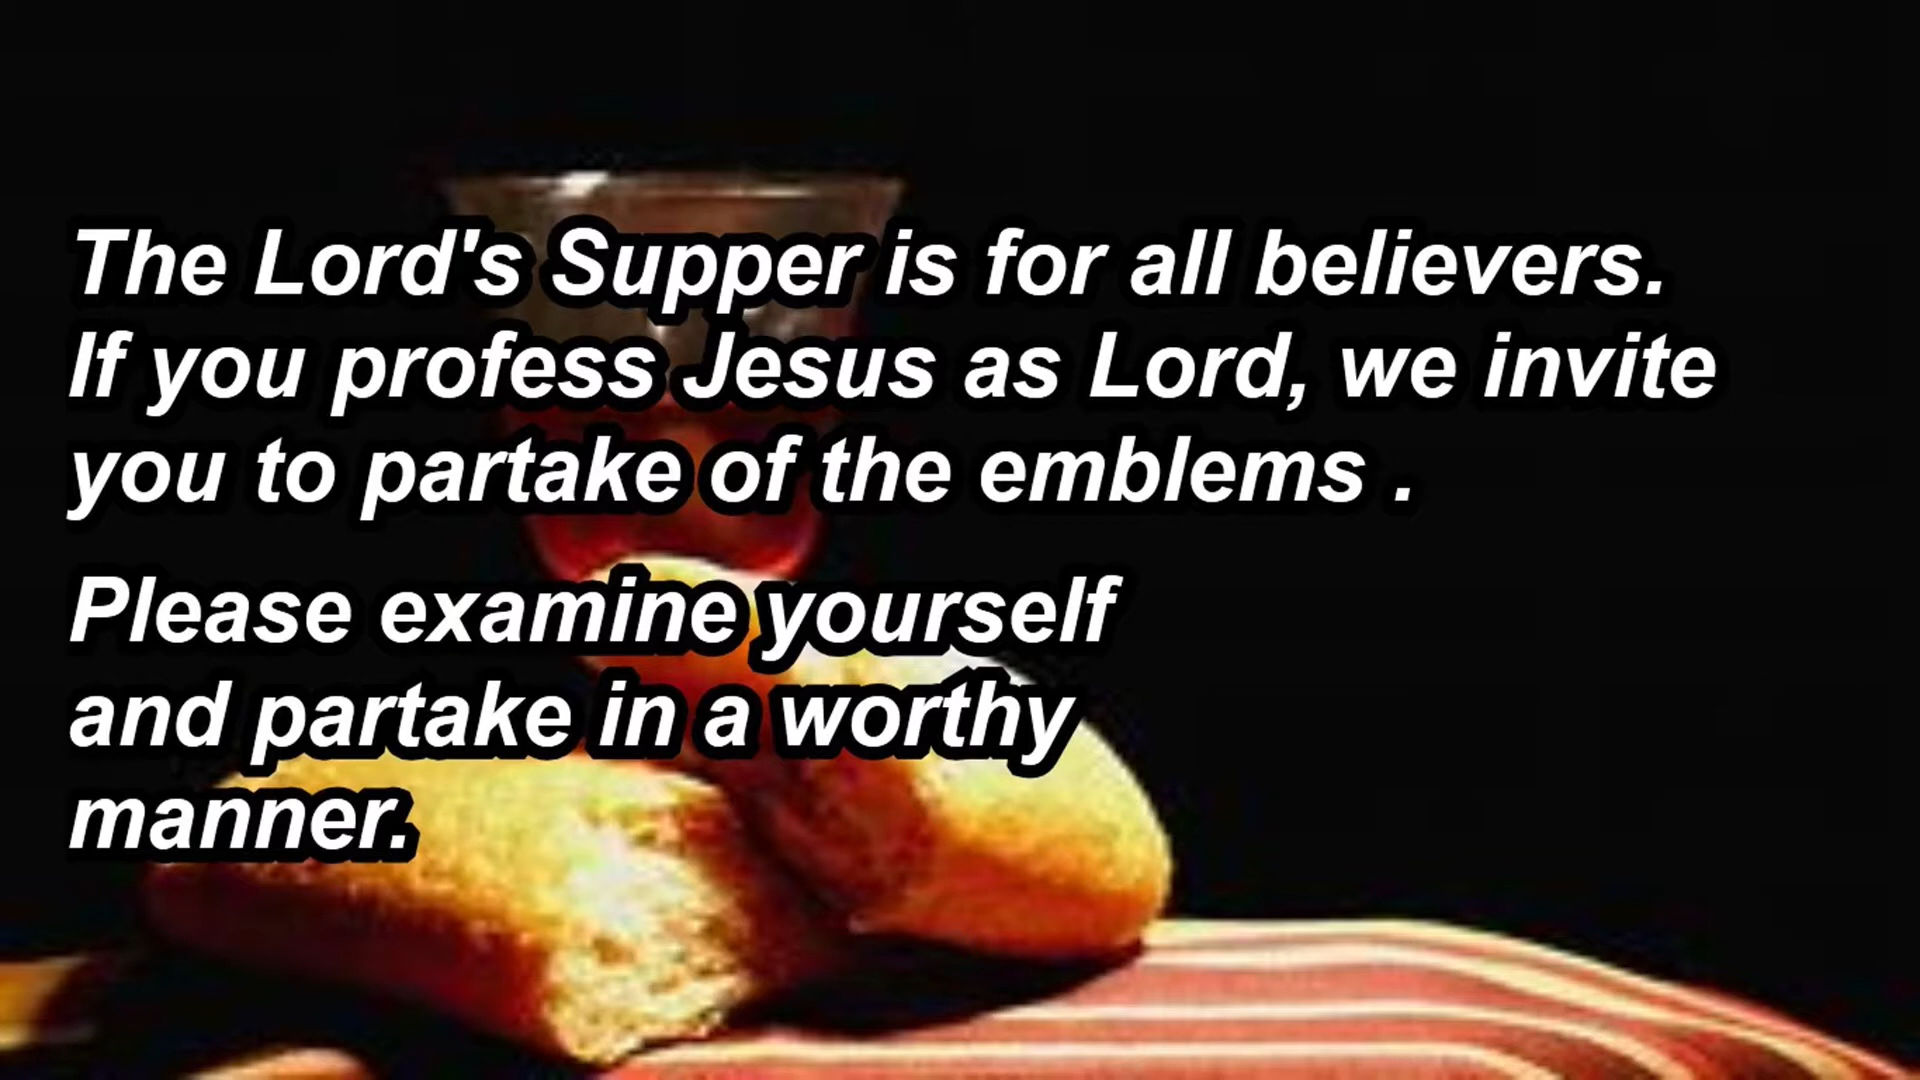 The Lord's Supper is for all believers.
If you profess Jesus as Lord, we invite
you to partake of the emblems .
Please examine yourself
and partake in a worthy
manner.